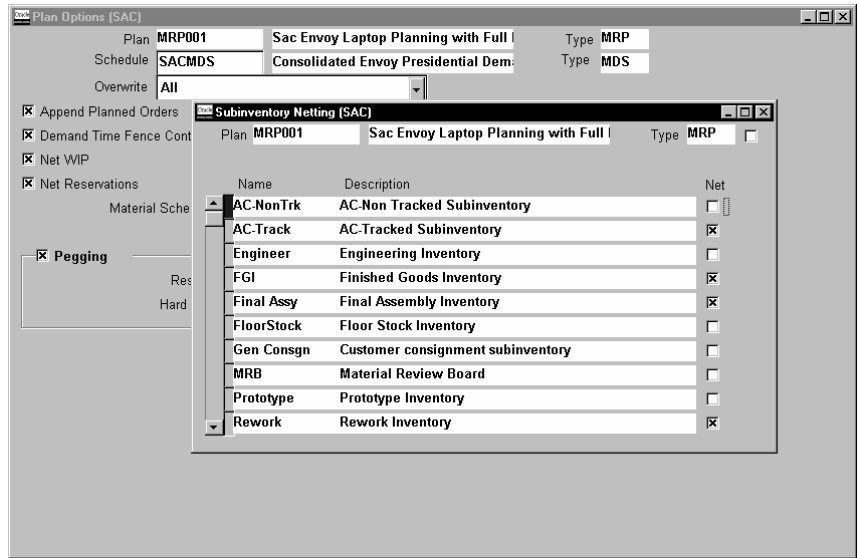 Plan Options (SAC)
Plan MRP001 Sac Envoy Laptop Planning with Full Type MRP
Schedule SACMDS Consolidated Envoy Presidential Dem Type MDS
Overwrite All
Append Planned Orders
Demand Time Fence Cont
Net WIP
Net Reservations
Material Sche
Pegging
Res
Hard
Subinventory Netting (SAC)
Plan MRP001 Sac Envoy Laptop Planning with Full Type MRP
Name Description Net
AC-NonTrk AC-Non Tracked Subinventory
AC-Track AC-Tracked Subinventory
Engineer Engineering Inventory
FGI Finished Goods Inventory
Final Assy Final Assembly Inventory
FloorStock Floor Stock Inventory
Gen Consgn Customer consignment subinventory
MRB Material Review Board
Prototype Prototype Inventory
Rework Rework Inventory